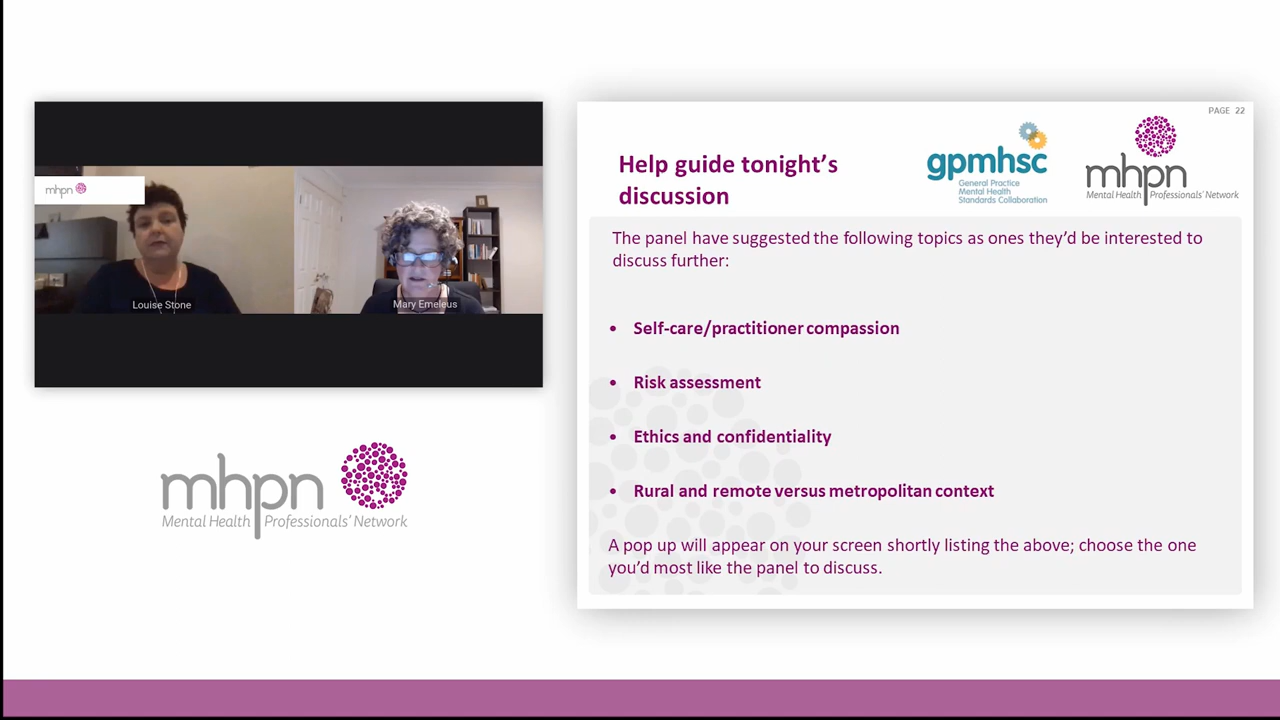 mhpn
Louise Stone
Mary Emeleus
mhpn
Mental Health Professionals' Network
PAGE 22
Help guide tonight's
discussion
gpmhsc
General Practice
Mental Health
Standards Collaboration
mhpn
Mental Health Professionals' Network
The panel have suggested the following topics as ones they'd be interested to
discuss further:
• Self-care/practitioner compassion
• Risk assessment
• Ethics and confidentiality
• Rural and remote versus metropolitan context
A pop up will appear on your screen shortly listing the above; choose the one
you'd most like the panel to discuss.